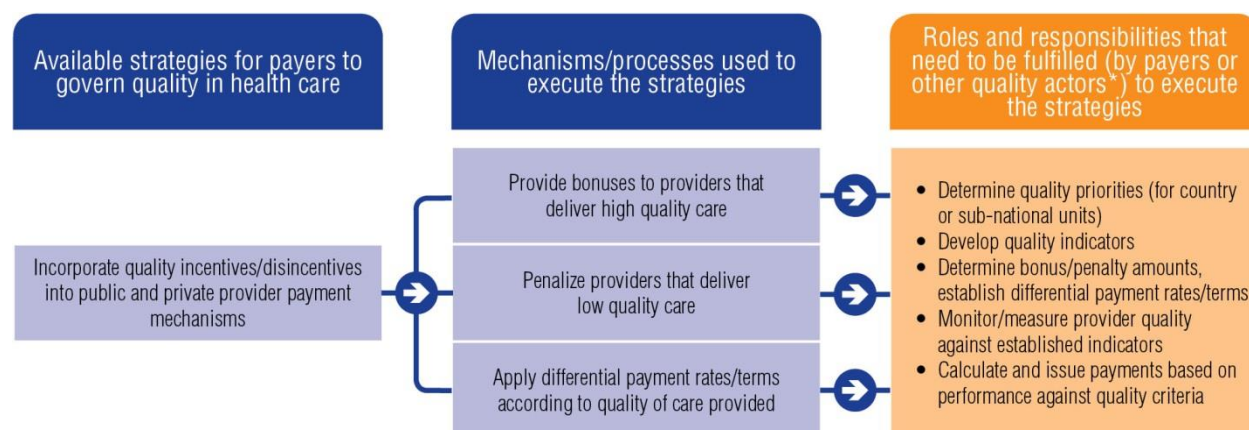 Available strategies for payers to
govern quality in health care
Mechanisms/processes used to
execute the strategies
Roles and responsibilities that
need to be fulfilled (by payers or
other quality actors*) to execute
the strategies
Incorporate quality incentives/disincentives
into public and private provider payment
mechanisms
Provide bonuses to providers that
deliver high quality care
Penalize providers that deliver
low quality care
Apply differential payment rates/terms
according to quality of care provided
• Determine quality priorities (for country
or sub-national units)
• Develop quality indicators
• Determine bonus/penalty amounts,
establish differential payment rates/terms
• Monitor/measure provider quality
against established indicators
• Calculate and issue payments based on
performance against quality criteria